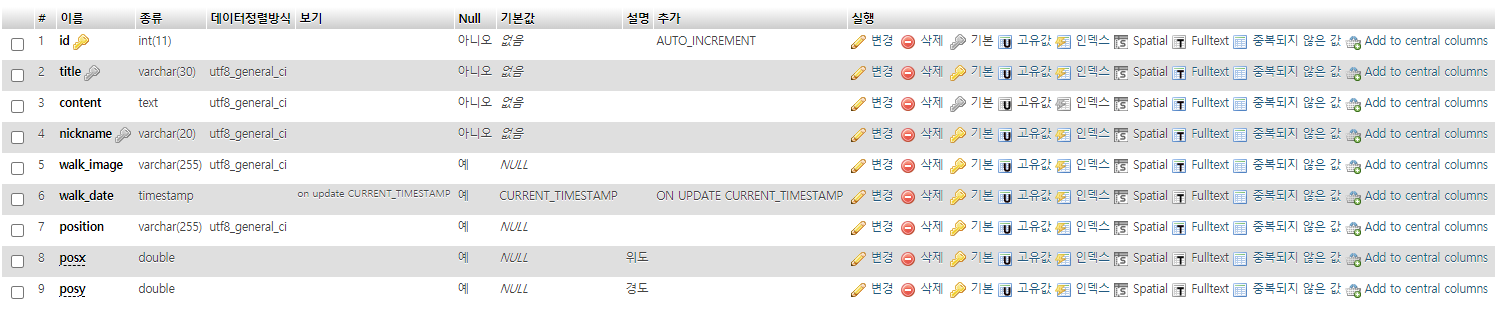 # 이름 종류 데이터정렬방식 보기 Null 기본값 설명 추가 실행
1 id int(11) 아니오 없음 AUTO_INCREMENT 변경 삭제 기본 고유값 인덱스 Spatial Fulltext 중복되지 않은 값 Add to central columns
2 title varchar(30) utf8_general_ci 아니오 없음 변경 삭제 기본 고유값 인덱스 Spatial Fulltext 중복되지 않은 값 Add to central columns
3 content text utf8_general_ci 아니오 없음 변경 삭제 기본 고유값 인덱스 Spatial Fulltext 중복되지 않은 값 Add to central columns
4 nickname varchar(20) utf8_general_ci 아니오 없음 변경 삭제 기본 고유값 인덱스 Spatial Fulltext 중복되지 않은 값 Add to central columns
5 walk_image varchar(255) utf8_general_ci 예 NULL 변경 삭제 기본 고유값 인덱스 Spatial Fulltext 중복되지 않은 값 Add to central columns
6 walk_date timestamp on update CURRENT_TIMESTAMP 예 CURRENT_TIMESTAMP ON UPDATE CURRENT_TIMESTAMP 변경 삭제 기본 고유값 인덱스 Spatial Fulltext 중복되지 않은 값 Add to central columns
7 position varchar(255) utf8_general_ci 예 NULL 변경 삭제 기본 고유값 인덱스 Spatial Fulltext 중복되지 않은 값 Add to central columns
8 posx double 예 NULL 위도 변경 삭제 기본 고유값 인덱스 Spatial Fulltext 중복되지 않은 값 Add to central columns
9 posy double 예 NULL 경도 변경 삭제 기본 고유값 인덱스 Spatial Fulltext 중복되지 않은 값 Add to central columns